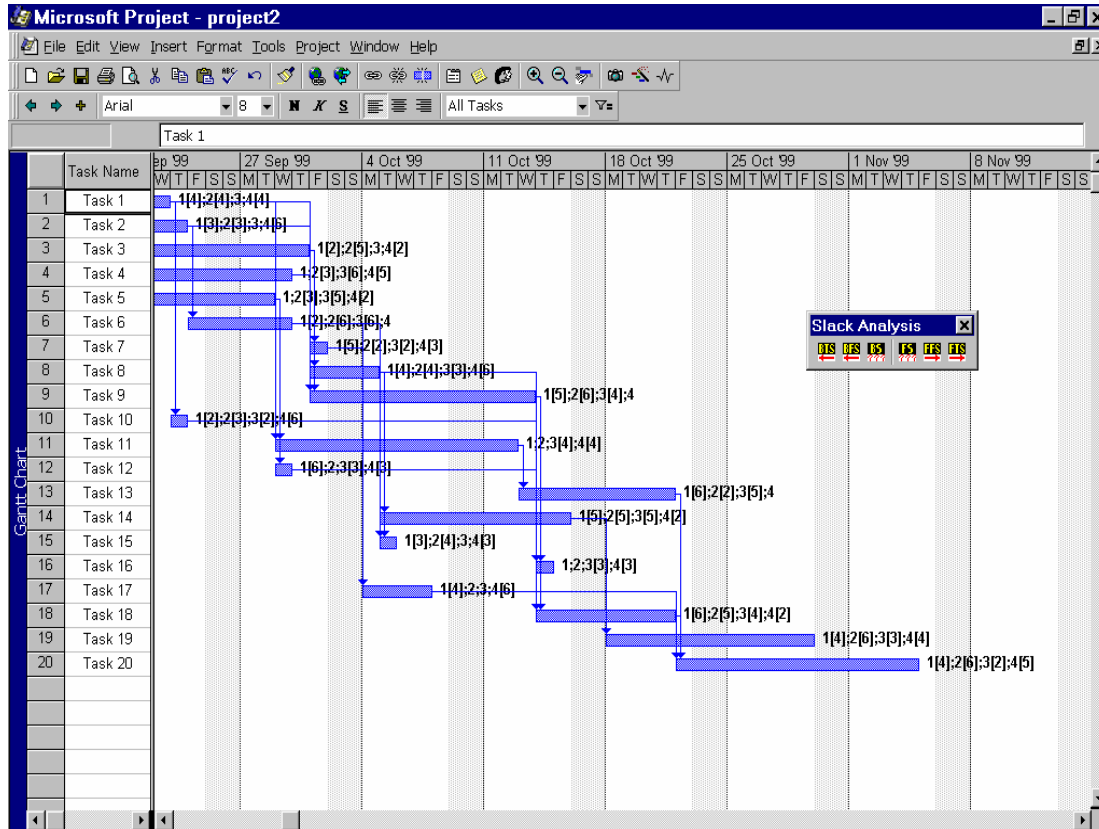 Microsoft Project - project2
File Edit View Insert Format Tools Project Window Help
Arial 8 N K S All Tasks
Task 1
Task Name
ep '99 27 Sep '99 4 Oct '99 11 Oct '99 18 Oct '99 25 Oct '99 1 Nov '99 8 Nov '99
W T F S S M T W T F S S M T W T F S S M T W T F S S M T W T F S S M T W T F S S M T W T F S S M T W T F S S
1 Task 1 1[4];2[4];3;4[4]
2 Task 2 1[3];2[3];3;4[6]
3 Task 3 1[2];2[5];3;4[2]
4 Task 4 1;2[3];3[6];4[5]
5 Task 5 1;2[3];3[5];4[2]
6 Task 6 1[2];2[6];3[6];4
Slack Analysis
BTS BFS BS FS FFS FTS
7 Task 7 1[5];2[2];3[2];4[3]
8 Task 8 1[4];2[4];3[3];4[6]
9 Task 9 1[5];2[6];3[4];4
10 Task 10 1[2];2[3];3[2];4[6]
11 Task 11 1;2;3[4];4[4]
12 Task 12 1[6];2;3[3];4[3]
13 Task 13 1[6];2[2];3[5];4
14 Task 14 1[5];2[5];3[5];4[2]
15 Task 15 1[3];2[4];3;4[3]
16 Task 16 1;2;3[3];4[3]
17 Task 17 1[4];2;3;4[6]
18 Task 18 1[6];2[5];3[4];4[2]
19 Task 19 1[4];2[6];3[3];4[4]
20 Task 20 1[4];2[6];3[2];4[5]
Gantt Chart